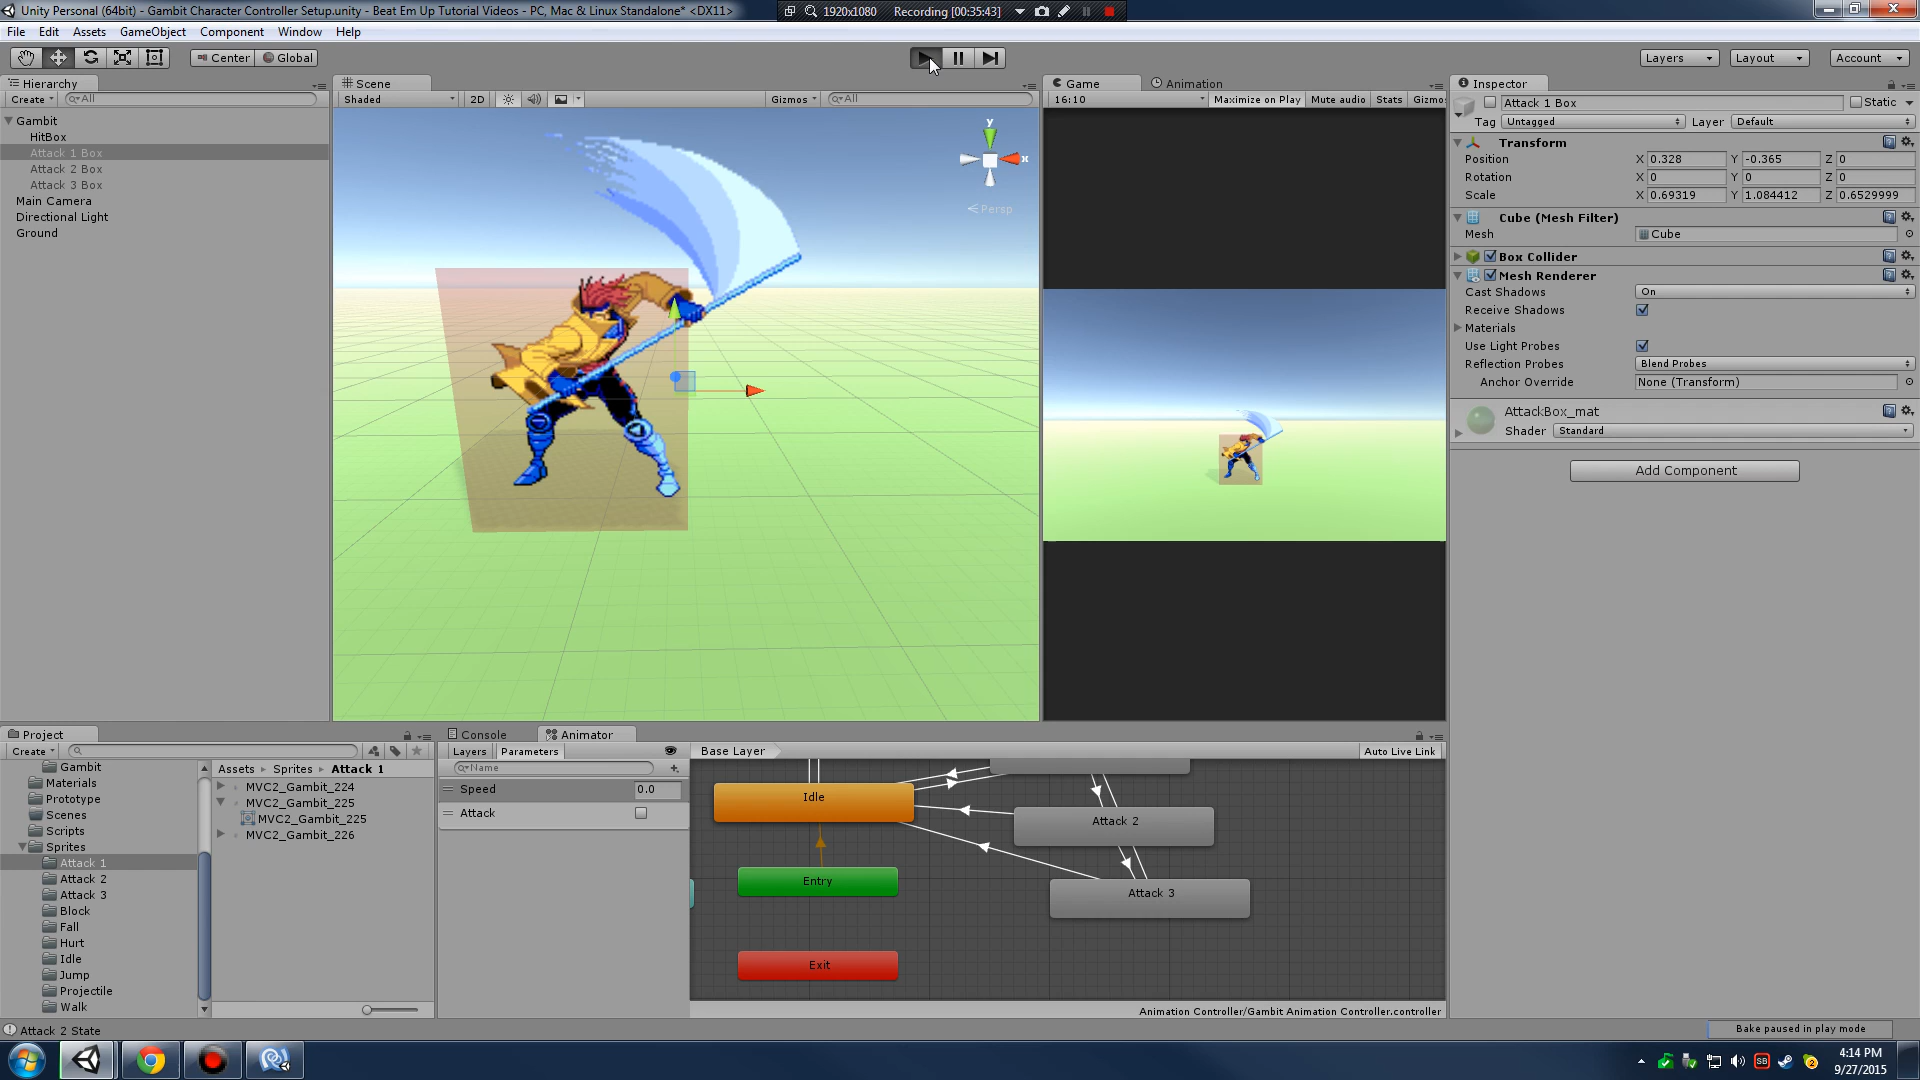 Unity Personal (64bit) - Gambit Character Controller Setup.unity - Beat Em Up Tutorial Videos - PC, Mac & Linux Standalone* <DX11>
1920x1080 Recording [00:35:43]
File Edit Assets GameObject Component Window Help
Center Global
Layers Layout Account
Hierarchy
Create All
Gambit
HitBox
Attack 1 Box
Attack 2 Box
Attack 3 Box
Main Camera
Directional Light
Ground
Scene
Shaded 2D Gizmos All
y
x
Persp
Game Animation
16:10 Maximize on Play Mute audio Stats Gizmos
Inspector
Attack 1 Box Static
Tag Untagged Layer Default
Transform
Position X 0.328 Y -0.365 Z 0
Rotation X 0 Y 0 Z 0
Scale X 0.69319 Y 1.084412 Z 0.6529999
Cube (Mesh Filter)
Mesh Cube
Box Collider
Mesh Renderer
Cast Shadows On
Receive Shadows
Materials
Use Light Probes
Reflection Probes Blend Probes
Anchor Override None (Transform)
AttackBox_mat
Shader Standard
Add Component
Project
Create
Gambit
Materials
Prototype
Scenes
Scripts
Sprites
Attack 1
Attack 2
Attack 3
Block
Fall
Hurt
Idle
Jump
Projectile
Walk
Assets Sprites Attack 1
MVC2_Gambit_224
MVC2_Gambit_225
MVC2_Gambit_225
MVC2_Gambit_226
Console Animator
Layers Parameters
Name
Speed 0.0
Attack
Base Layer Auto Live Link
Idle
Attack 2
Entry
Attack 3
Exit
Animation Controller/Gambit Animation Controller.controller
Attack 2 State
Bake paused in play mode
4:14 PM
9/27/2015